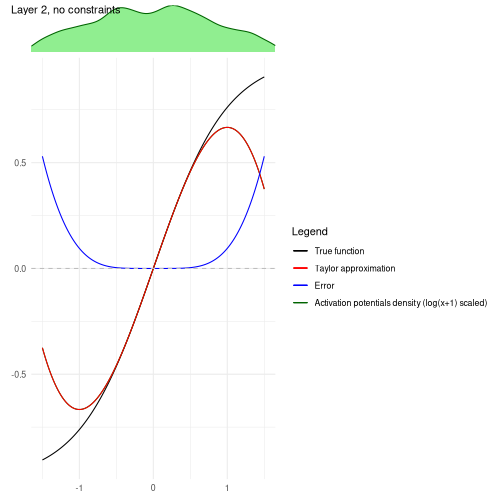 Layer 2, no constraints
0.5
0.0
-0.5
-1
0
1
Legend
True function
Taylor approximation
Error
Activation potentials density (log(x+1) scaled)